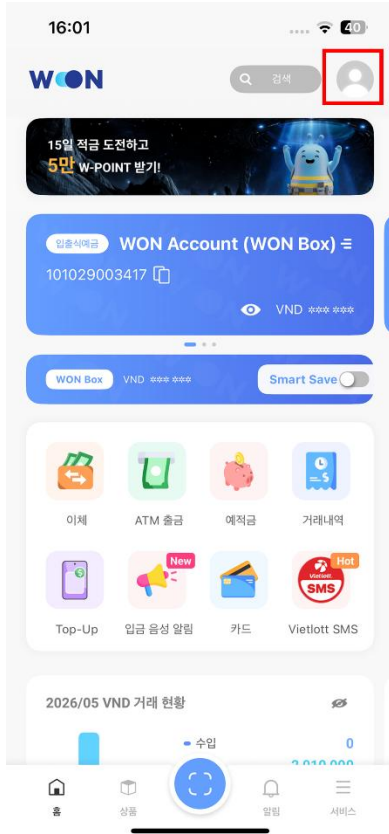 16:01
40
WOON
검색
15일 적금 도전하고
5만 W-POINT 받기!
입출식예금 WON Account (WON Box)
101029003417
VND *** ***
WON Box VND *** *** Smart Save
이체 ATM 출금 예적금 거래내역
New Vietlott SMS Hot
Top-Up 입금 음성 알림 카드 Vietlott SMS
2026/05 VND 거래 현황
수입 0
홈 상품 알림 서비스